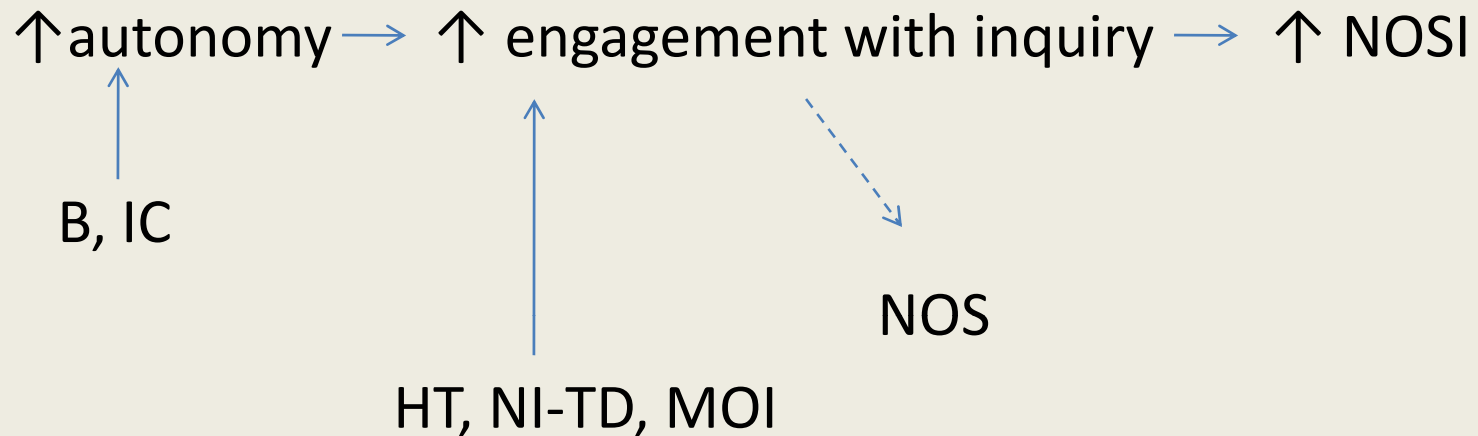 ↑autonomy → ↑ engagement with inquiry → ↑ NOSI
B, IC
NOS
HT, NI-TD, MOI